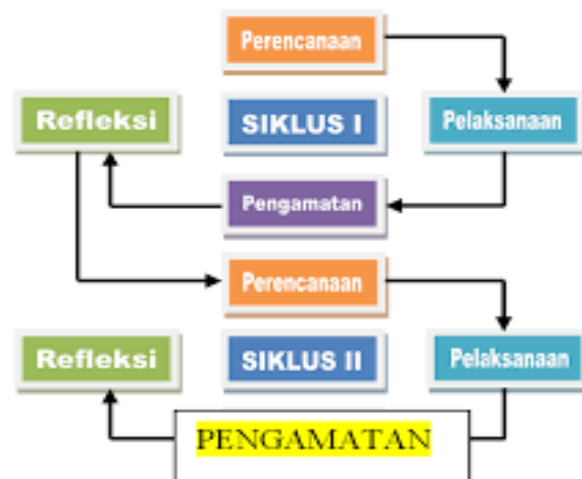 Perencanaan
Refleksi
SIKLUS I
Pelaksanaan
Pengamatan
Perencanaan
Refleksi
SIKLUS II
Pelaksanaan
PENGAMATAN